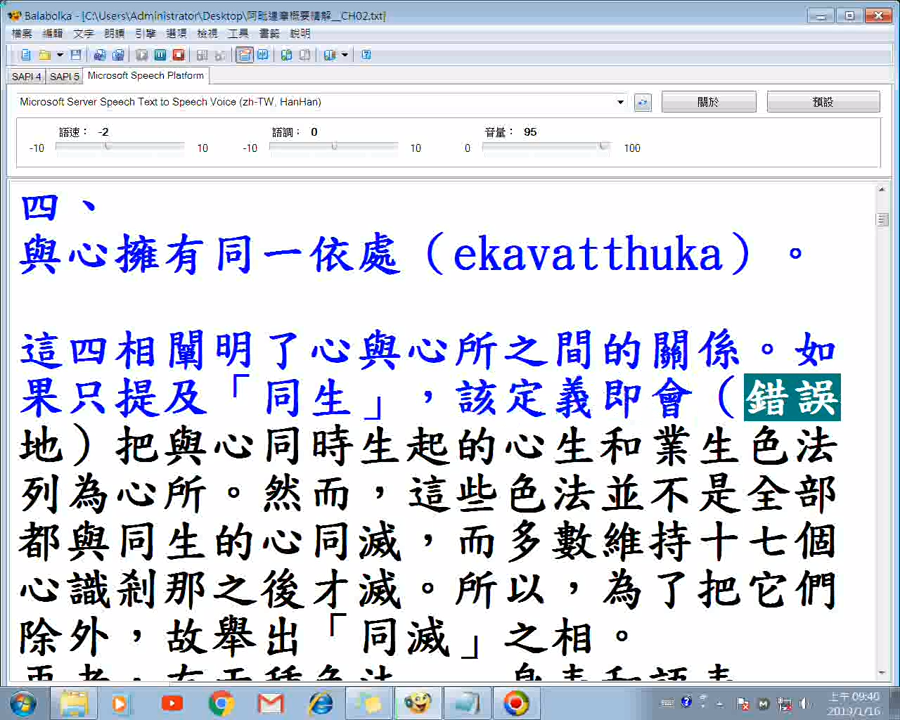 Balabolka - [C:\Users\Administrator\Desktop\阿毗達摩概要精解__CH02.txt]
檔案 編輯 文字 朗讀 引擎 選項 檢視 工具 書籤 說明
SAPI 4 SAPI 5 Microsoft Speech Platform
Microsoft Server Speech Text to Speech Voice (zh-TW, HanHan) 關於 預設
語速: -2 語調: 0 音量: 95
-10 10 -10 10 0 100
四、
與心擁有同一依處（ekavatthuka）。
這四相闡明了心與心所之間的關係。如
果只提及「同生」，該定義即會（錯誤
地）把與心同時生起的心生和業生色法
列為心所。然而，這些色法並不是全部
都與同生的心同滅，而多數維持十七個
心識剎那之後才滅。所以，為了把它們
除外，故舉出「同滅」之相。
上午 09:40
2019/1/16